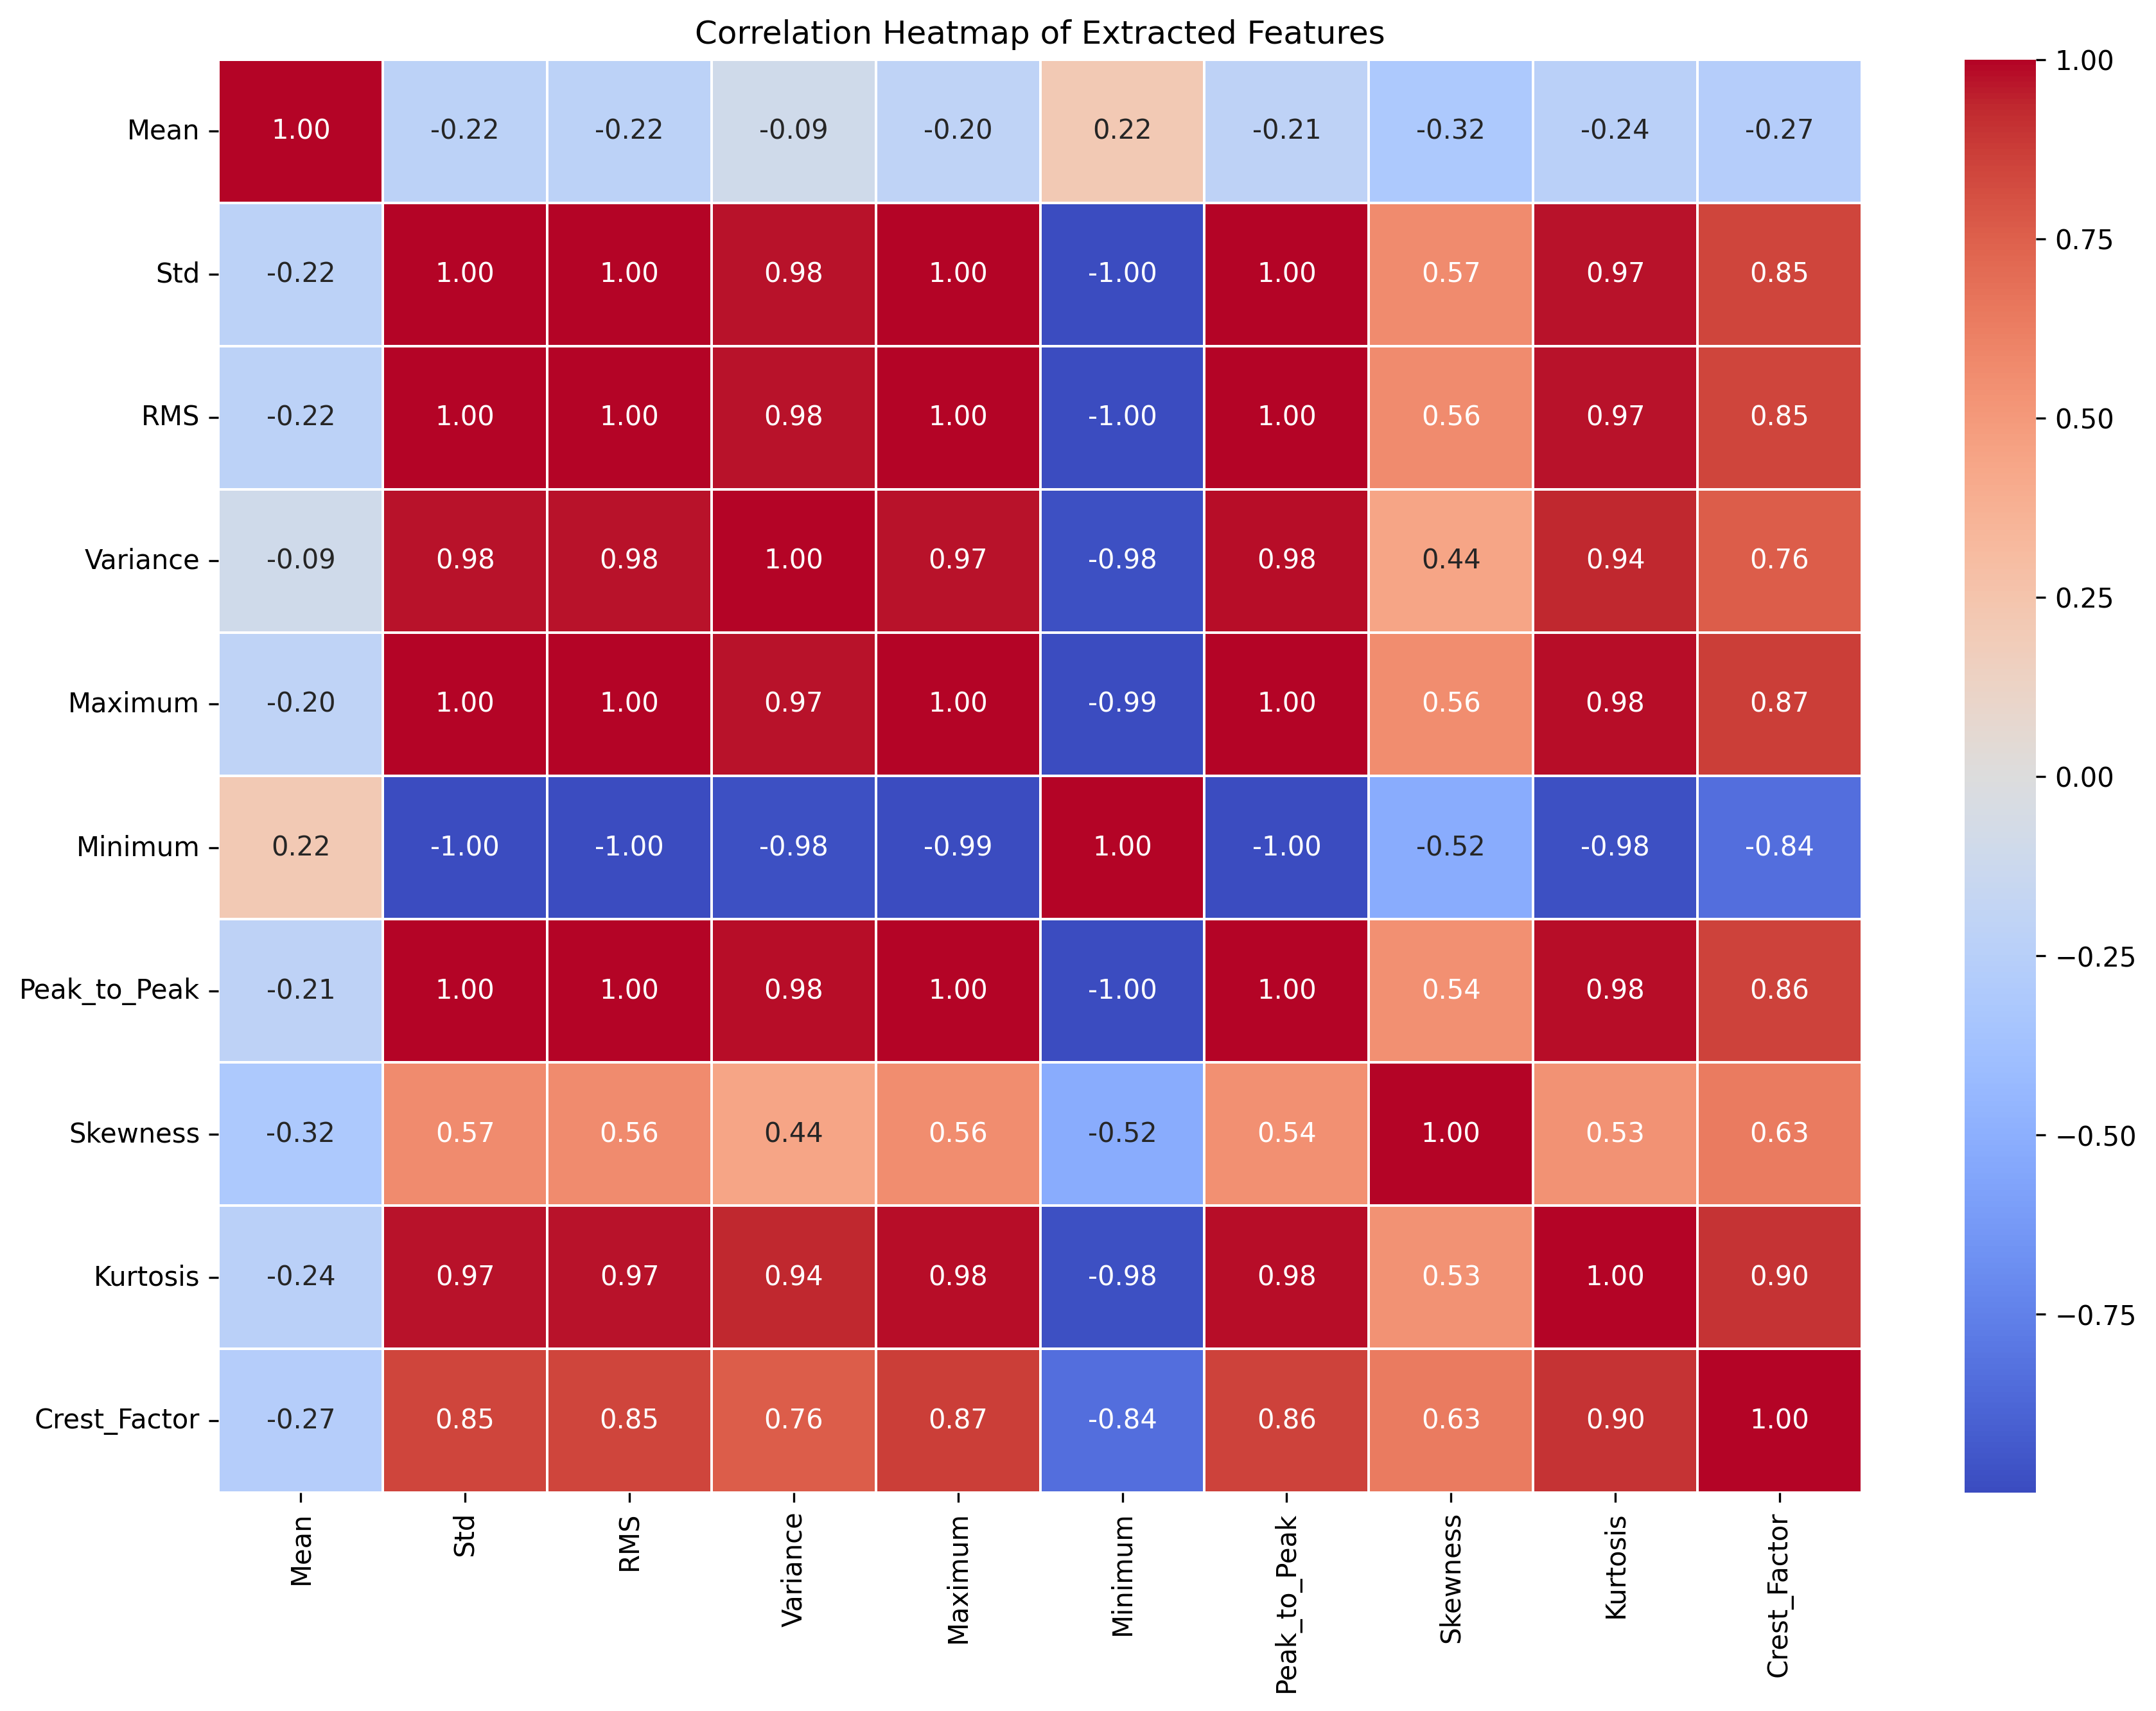 Correlation Heatmap of Extracted Features
Mean 1.00 -0.22 -0.22 -0.09 -0.20 0.22 -0.21 -0.32 -0.24 -0.27
Std -0.22 1.00 1.00 0.98 1.00 -1.00 1.00 0.57 0.97 0.85
RMS -0.22 1.00 1.00 0.98 1.00 -1.00 1.00 0.56 0.97 0.85
Variance -0.09 0.98 0.98 1.00 0.97 -0.98 0.98 0.44 0.94 0.76
Maximum -0.20 1.00 1.00 0.97 1.00 -0.99 1.00 0.56 0.98 0.87
Minimum 0.22 -1.00 -1.00 -0.98 -0.99 1.00 -1.00 -0.52 -0.98 -0.84
Peak_to_Peak -0.21 1.00 1.00 0.98 1.00 -1.00 1.00 0.54 0.98 0.86
Skewness -0.32 0.57 0.56 0.44 0.56 -0.52 0.54 1.00 0.53 0.63
Kurtosis -0.24 0.97 0.97 0.94 0.98 -0.98 0.98 0.53 1.00 0.90
Crest_Factor -0.27 0.85 0.85 0.76 0.87 -0.84 0.86 0.63 0.90 1.00
Mean Std RMS Variance Maximum Minimum Peak_to_Peak Skewness Kurtosis Crest_Factor
1.00
0.75
0.50
0.25
0.00
−0.25
−0.50
−0.75